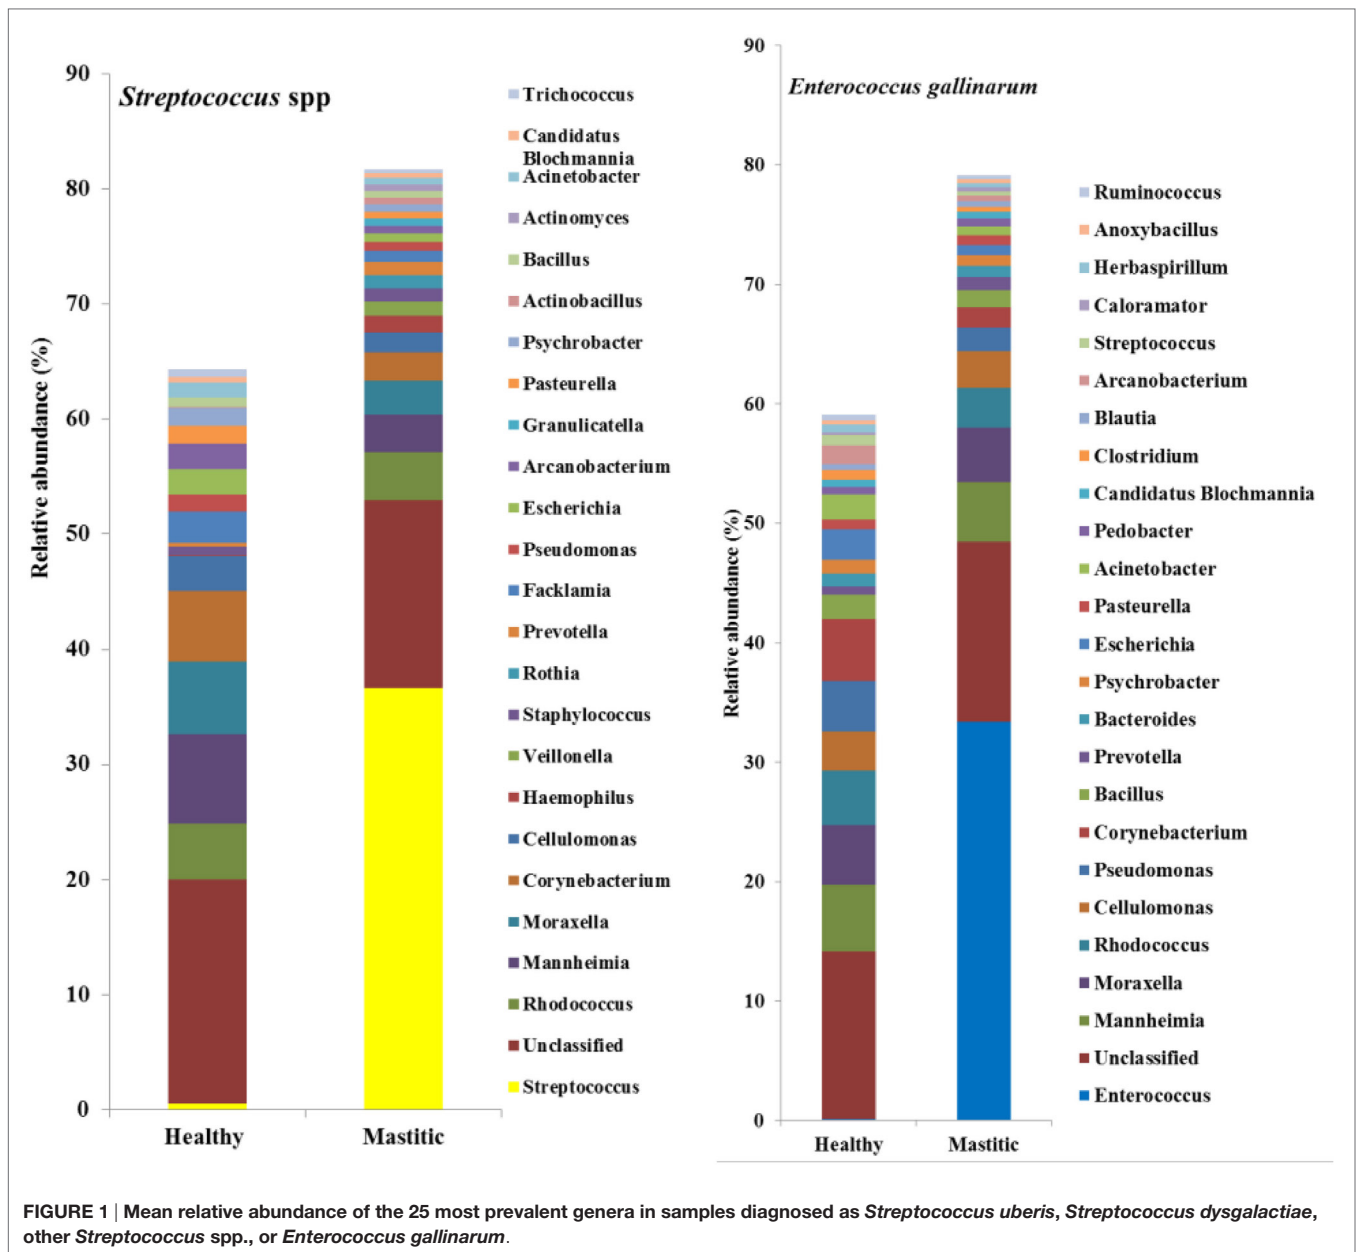 Streptococcus spp
Relative abundance (%)
90
80
70
60
50
40
30
20
10
0
Healthy
Mastitic
Trichococcus
Candidatus
Blochmannia
Acinetobacter
Actinomyces
Bacillus
Actinobacillus
Psychrobacter
Pasteurella
Granulicatella
Arcanobacterium
Escherichia
Pseudomonas
Facklamia
Prevotella
Rothia
Staphylococcus
Veillonella
Haemophilus
Cellulomonas
Corynebacterium
Moraxella
Mannheimia
Rhodococcus
Unclassified
Streptococcus
Enterococcus gallinarum
Relative abundance (%)
90
80
70
60
50
40
30
20
10
0
Healthy
Mastitic
Ruminococcus
Anoxybacillus
Herbaspirillum
Caloramator
Streptococcus
Arcanobacterium
Blautia
Clostridium
Candidatus Blochmannia
Pedobacter
Acinetobacter
Pasteurella
Escherichia
Psychrobacter
Bacteroides
Prevotella
Bacillus
Corynebacterium
Pseudomonas
Cellulomonas
Rhodococcus
Moraxella
Mannheimia
Unclassified
Enterococcus
FIGURE 1 | Mean relative abundance of the 25 most prevalent genera in samples diagnosed as Streptococcus uberis, Streptococcus dysgalactiae,
other Streptococcus spp., or Enterococcus gallinarum.